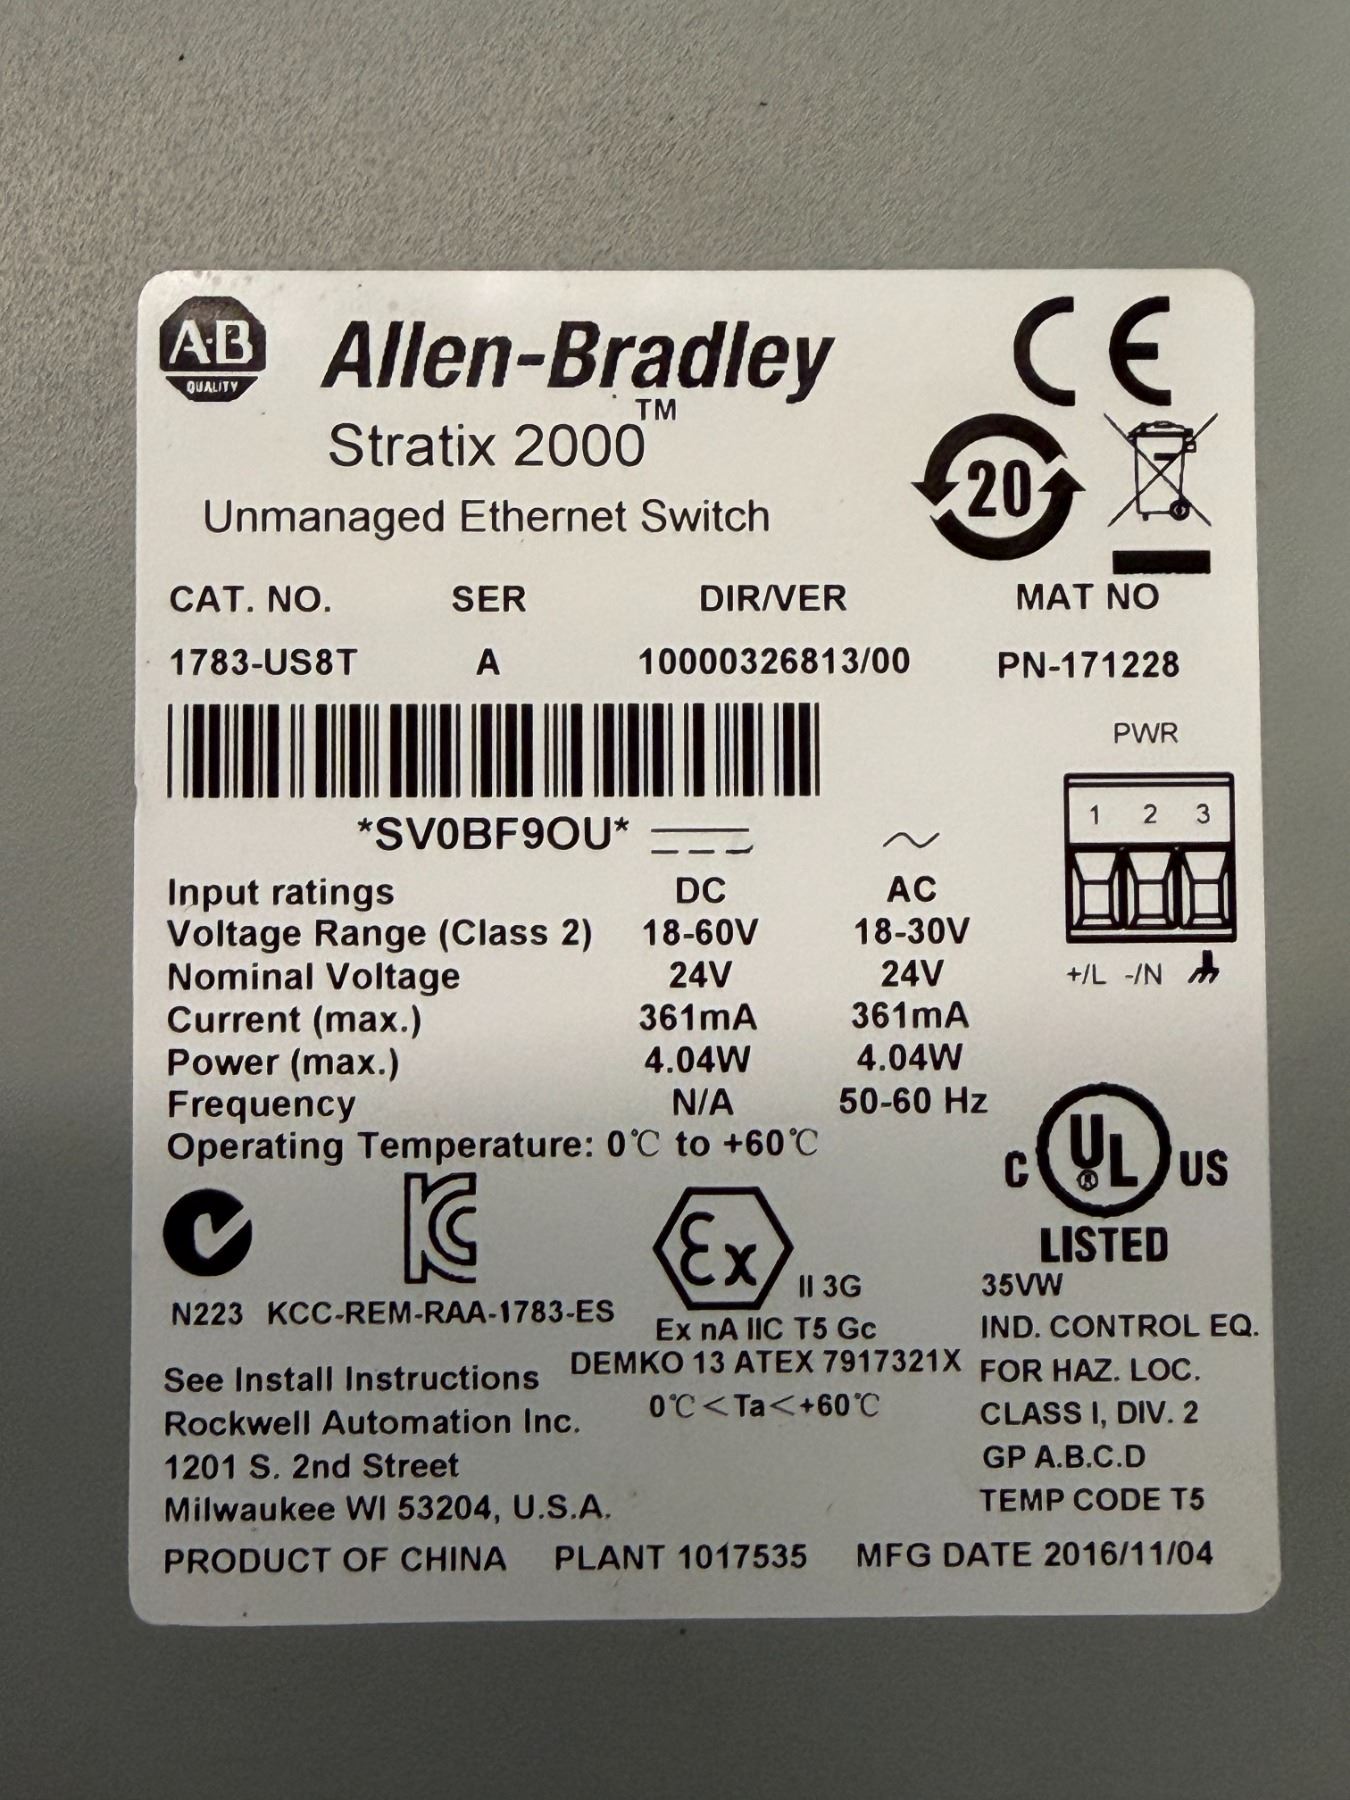 A·B
QUALITY
Allen-Bradley
CE
Stratix 2000™
20
Unmanaged Ethernet Switch
CAT. NO. SER DIR/VER MAT NO
1783-US8T A 10000326813/00 PN-171228
PWR
1 2 3
+/L -/N
*SV0BF9OU*
Input ratings DC AC
Voltage Range (Class 2) 18-60V 18-30V
Nominal Voltage 24V 24V
Current (max.) 361mA 361mA
Power (max.) 4.04W 4.04W
Frequency N/A 50-60 Hz
Operating Temperature: 0℃ to +60℃
C UL ® US
LISTED
KC
Ex II 3G
N223 KCC-REM-RAA-1783-ES
Ex nA IIC T5 Gc
DEMKO 13 ATEX 7917321X
0℃<Ta<+60℃
35VW
IND. CONTROL EQ.
FOR HAZ. LOC.
CLASS I, DIV. 2
GP A.B.C.D
TEMP CODE T5
See Install Instructions
Rockwell Automation Inc.
1201 S. 2nd Street
Milwaukee WI 53204, U.S.A.
PRODUCT OF CHINA PLANT 1017535 MFG DATE 2016/11/04